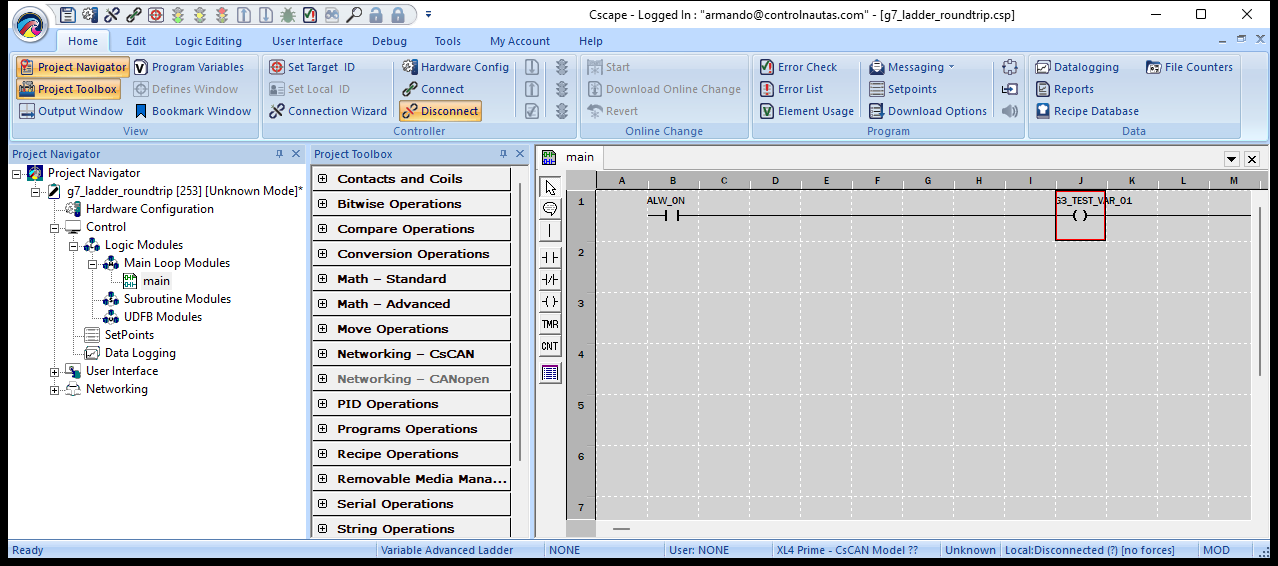 Cscape - Logged In : "armando@controlnautas.com" - [g7_ladder_roundtrip.csp]
Home Edit Logic Editing User Interface Debug Tools My Account Help
Project Navigator Program Variables Set Target ID Hardware Config Start Error Check Messaging Datalogging File Counters
Project Toolbox Defines Window Set Local ID Connect Download Online Change Error List Setpoints Reports
Output Window Bookmark Window Connection Wizard Disconnect Revert Element Usage Download Options Recipe Database
View Controller Online Change Program Data
Project Navigator
Project Navigator
g7_ladder_roundtrip [253] [Unknown Mode]*
Hardware Configuration
Control
Logic Modules
Main Loop Modules
main
Subroutine Modules
UDFB Modules
SetPoints
Data Logging
User Interface
Networking
Project Toolbox
Contacts and Coils
Bitwise Operations
Compare Operations
Conversion Operations
Math – Standard
Math – Advanced
Move Operations
Networking – CsCAN
Networking – CANopen
PID Operations
Programs Operations
Recipe Operations
Removable Media Mana...
Serial Operations
String Operations
main
TMR
CNT
A B C D E F G H I J K L M
1 ALW_ON G3_TEST_VAR_01
2
3
4
5
6
7
Ready Variable Advanced Ladder NONE User: NONE XL4 Prime - CsCAN Model ?? Unknown Local:Disconnected (?) [no forces] MOD